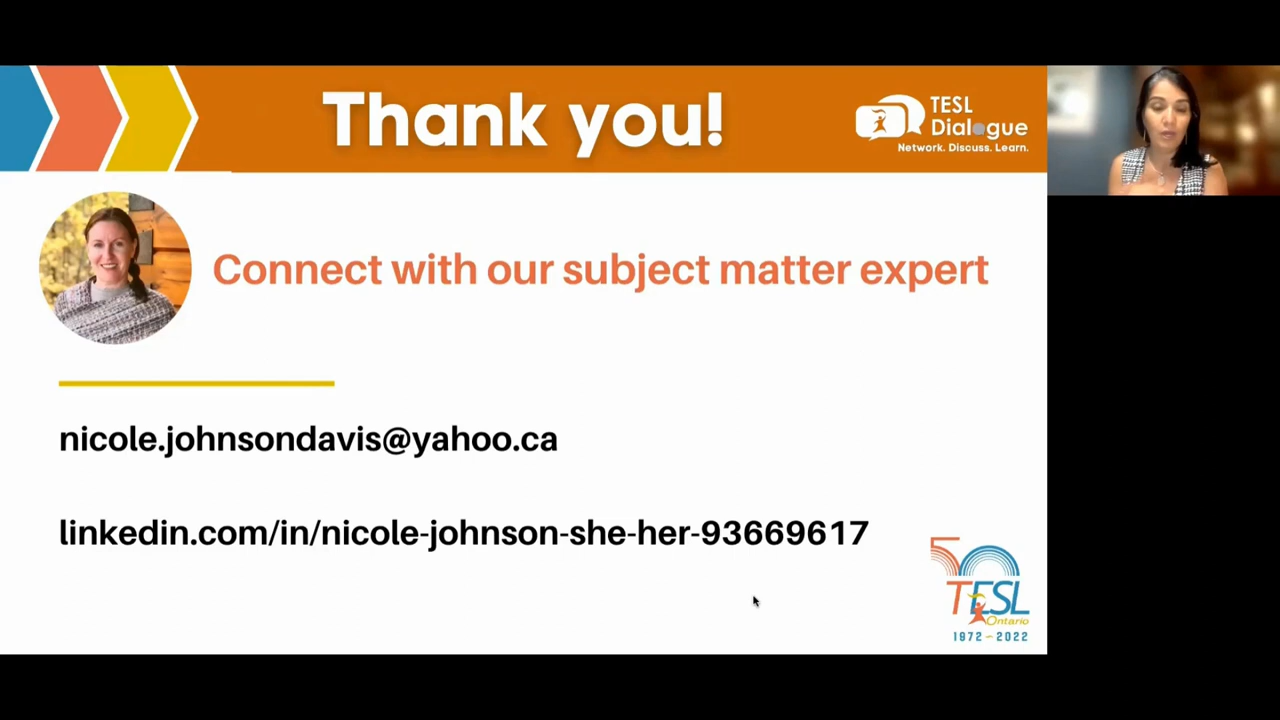 Thank you!
TESL
Dialogue
Network. Discuss. Learn.
Connect with our subject matter expert
nicole.johnsondavis@yahoo.ca
linkedin.com/in/nicole-johnson-she-her-93669617
50
TESL
Ontario
1972-2022